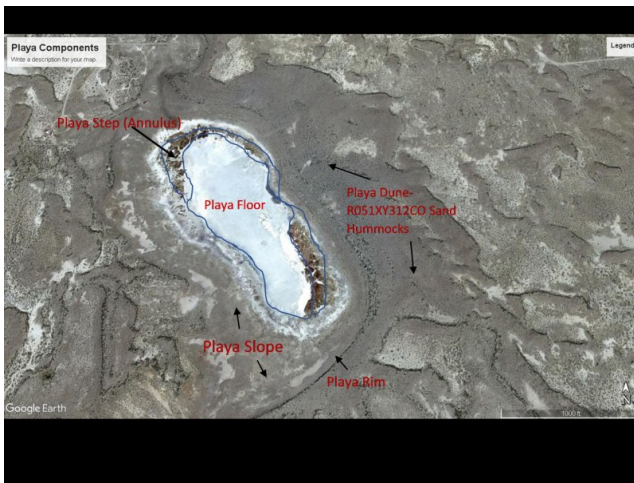 Playa Components
Write a description for your map.
Legend
Playa Step (Annulus)
Playa Floor
Playa Dune-
R051XY312CO Sand
Hummocks
Playa Slope
Playa Rim
Google Earth
N
1000 ft